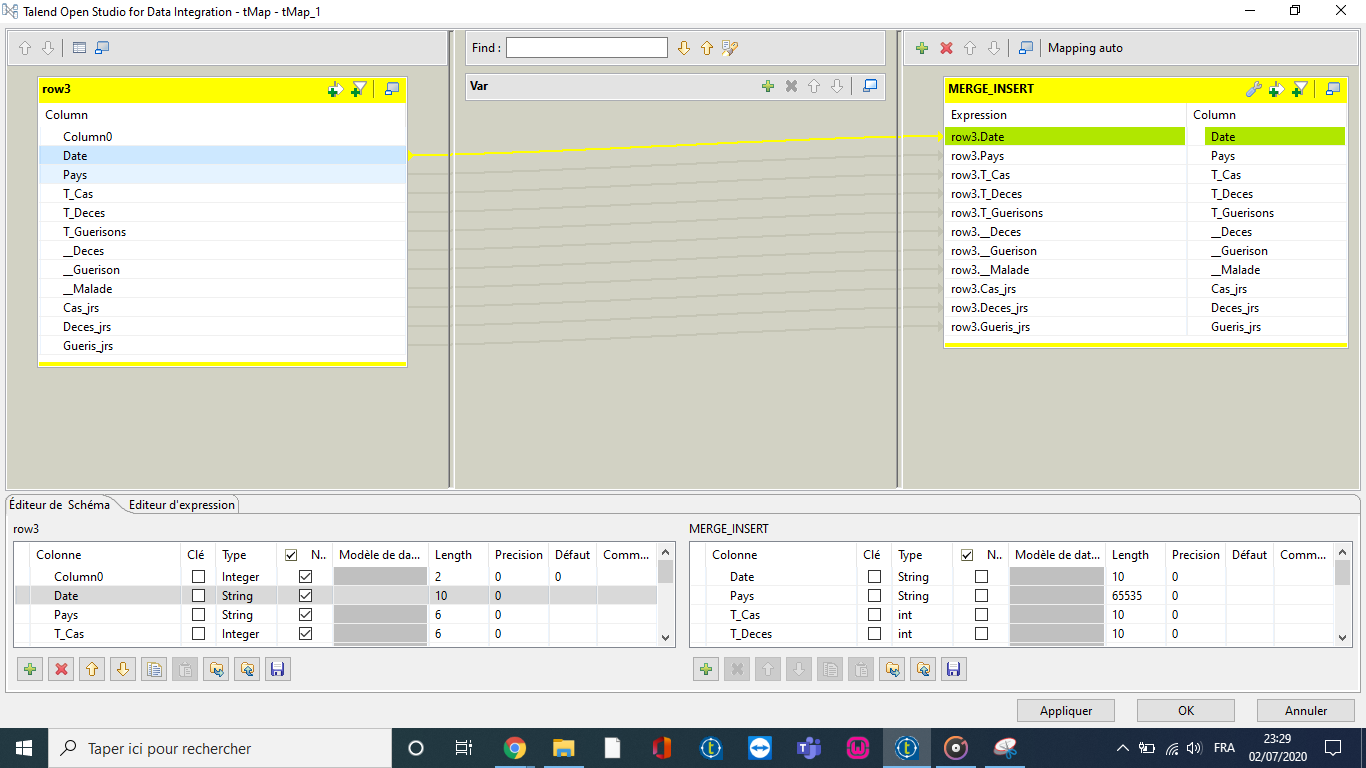 Talend Open Studio for Data Integration - tMap - tMap_1
Find :
Mapping auto
row3
Column
Column0
Date
Pays
T_Cas
T_Deces
T_Guerisons
__Deces
__Guerison
__Malade
Cas_jrs
Deces_jrs
Gueris_jrs
Var
MERGE_INSERT
Expression Column
row3.Date Date
row3.Pays Pays
row3.T_Cas T_Cas
row3.T_Deces T_Deces
row3.T_Guerisons T_Guerisons
row3.__Deces __Deces
row3.__Guerison __Guerison
row3.__Malade __Malade
row3.Cas_jrs Cas_jrs
row3.Deces_jrs Deces_jrs
row3.Gueris_jrs Gueris_jrs
Éditeur de Schéma Editeur d'expression
row3
Colonne Clé Type N.. Modèle de da... Length Precision Défaut Comm...
Column0 Integer 2 0 0
Date String 10 0
Pays String 6 0
T_Cas Integer 6 0
MERGE_INSERT
Colonne Clé Type N.. Modèle de dat... Length Precision Défaut Comm...
Date String 10 0
Pays String 65535 0
T_Cas int 10 0
T_Deces int 10 0
Appliquer OK Annuler
Taper ici pour rechercher
FRA
23:29
02/07/2020